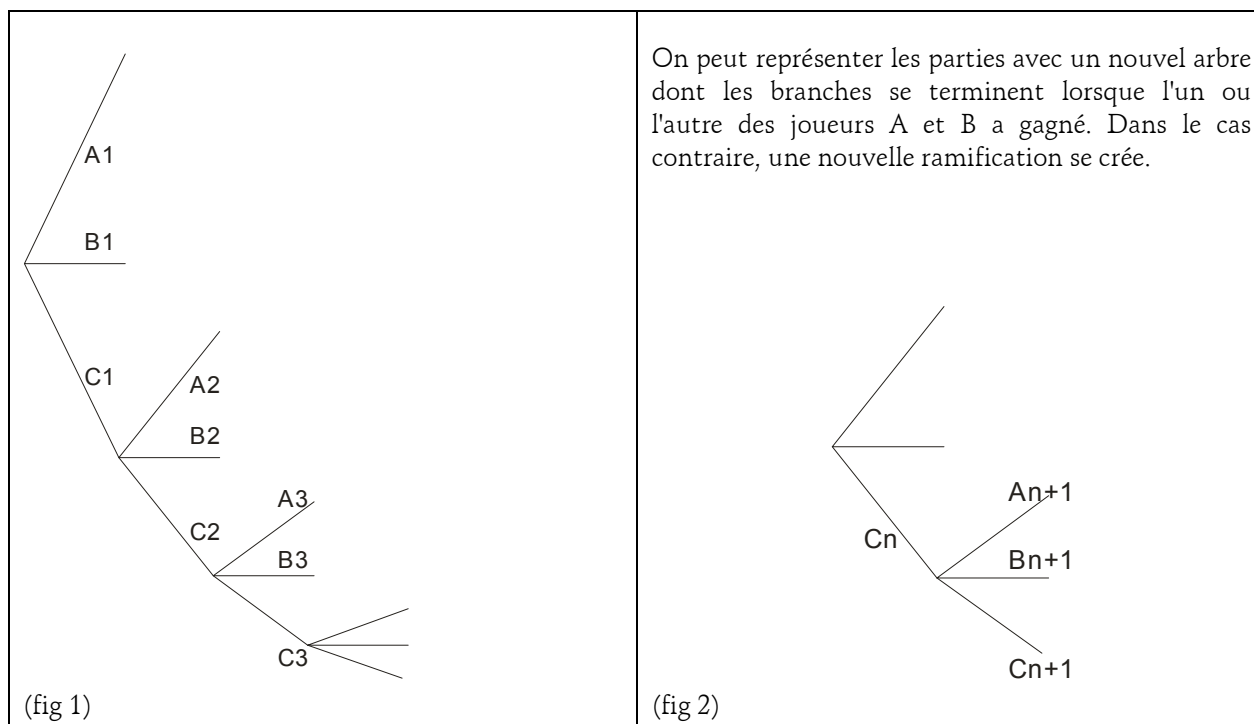 A1
B1
C1
A2
B2
C2
A3
B3
C3
(fig 1)
On peut représenter les parties avec un nouvel arbre
dont les branches se terminent lorsque l'un ou
l'autre des joueurs A et B a gagné. Dans le cas
contraire, une nouvelle ramification se crée.
An+1
Cn
Bn+1
Cn+1
(fig 2)